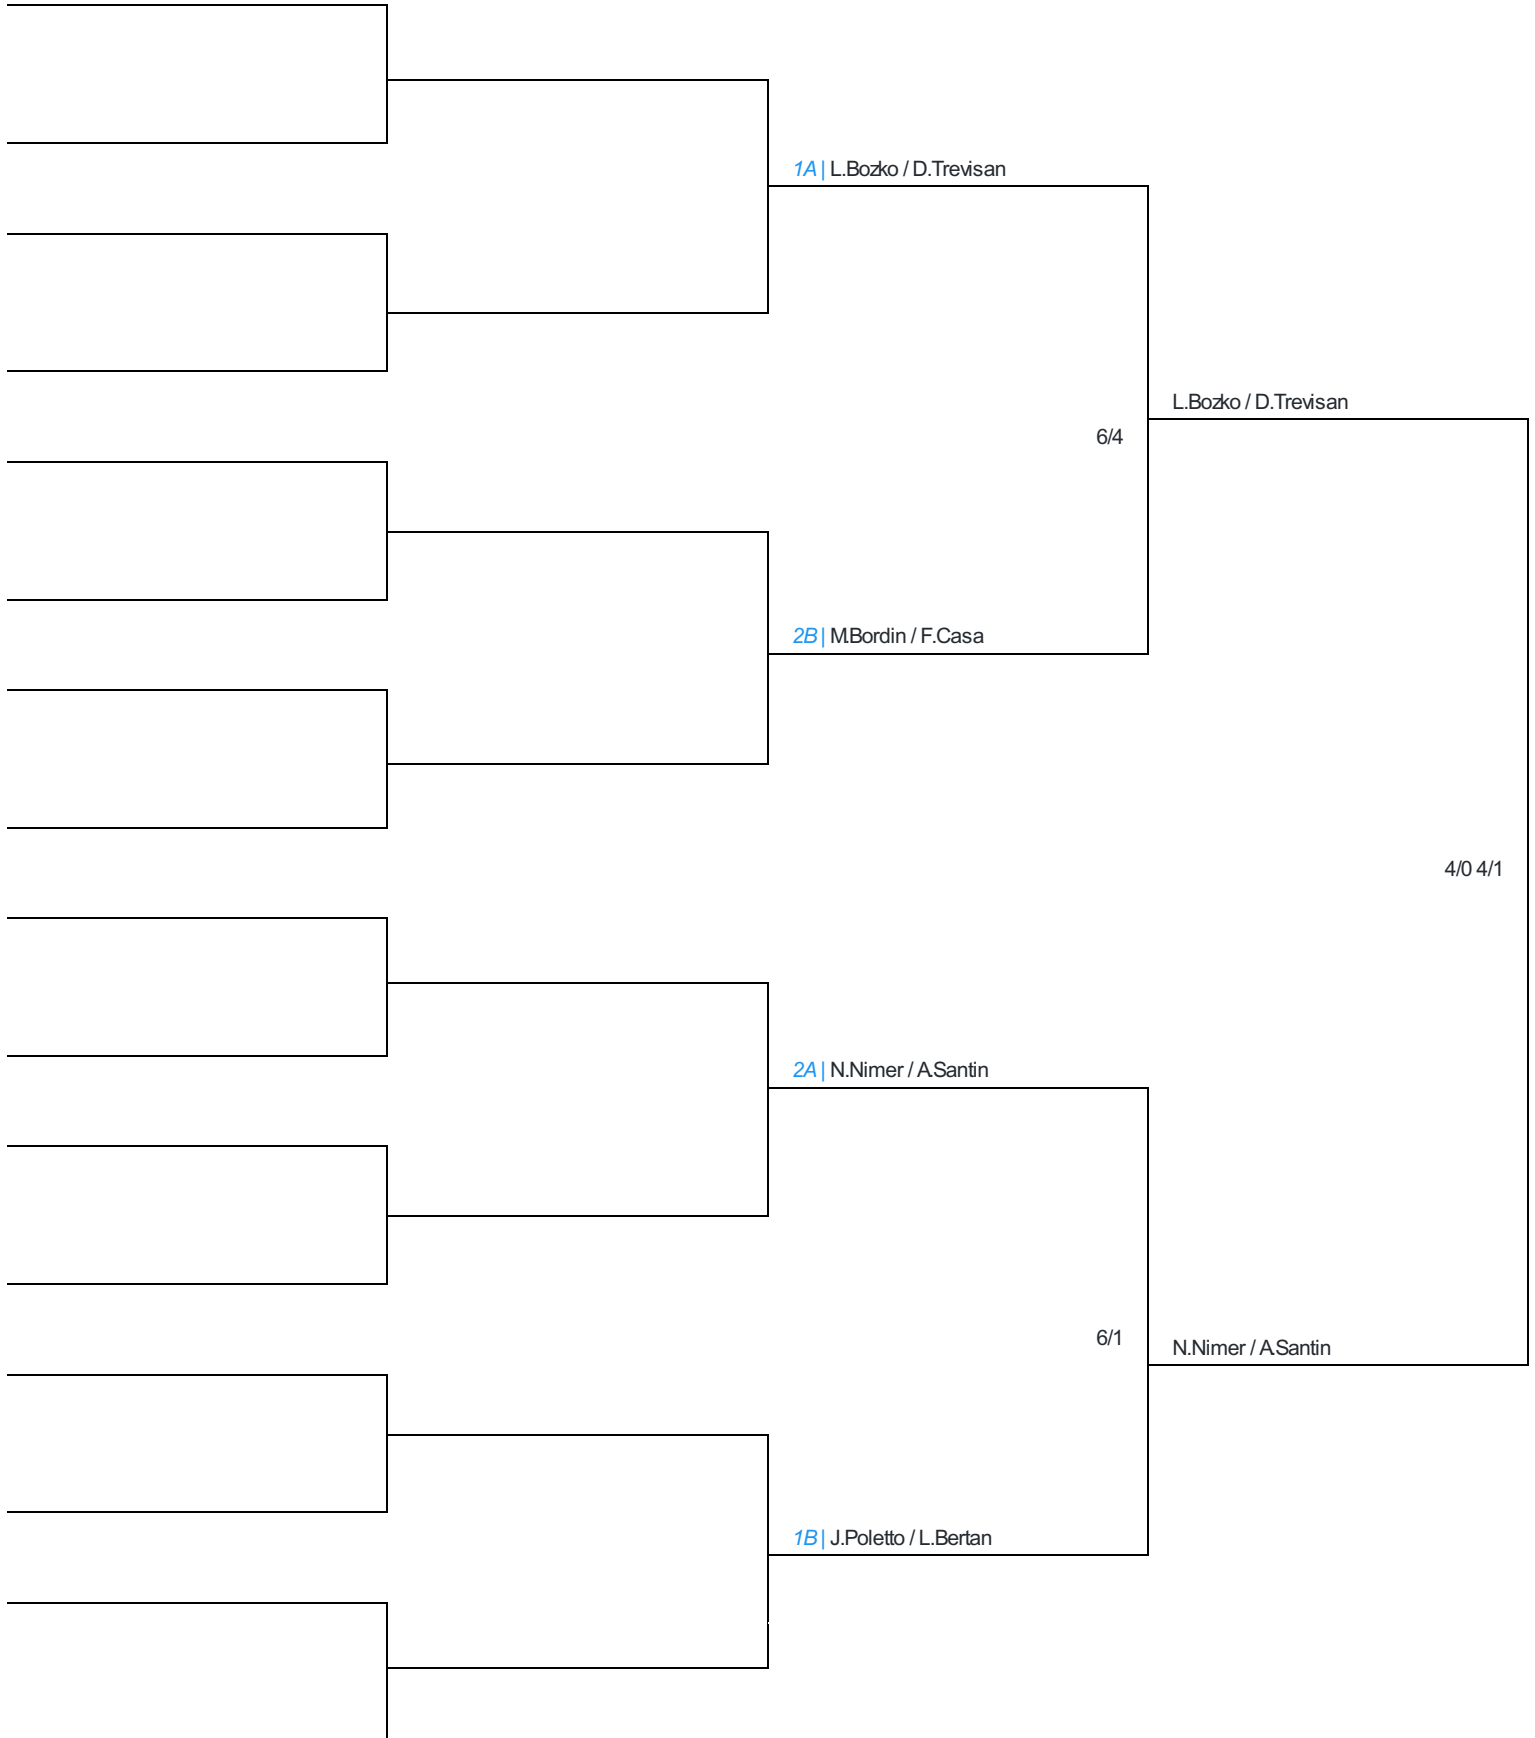 1A | L.Bozko / D.Trevisan
L.Bozko / D.Trevisan
6/4
2B | M.Bordin / F.Casa
4/0 4/1
2A | N.Nimer / A.Santin
6/1
N.Nimer / A.Santin
1B | J.Poletto / L.Bertan